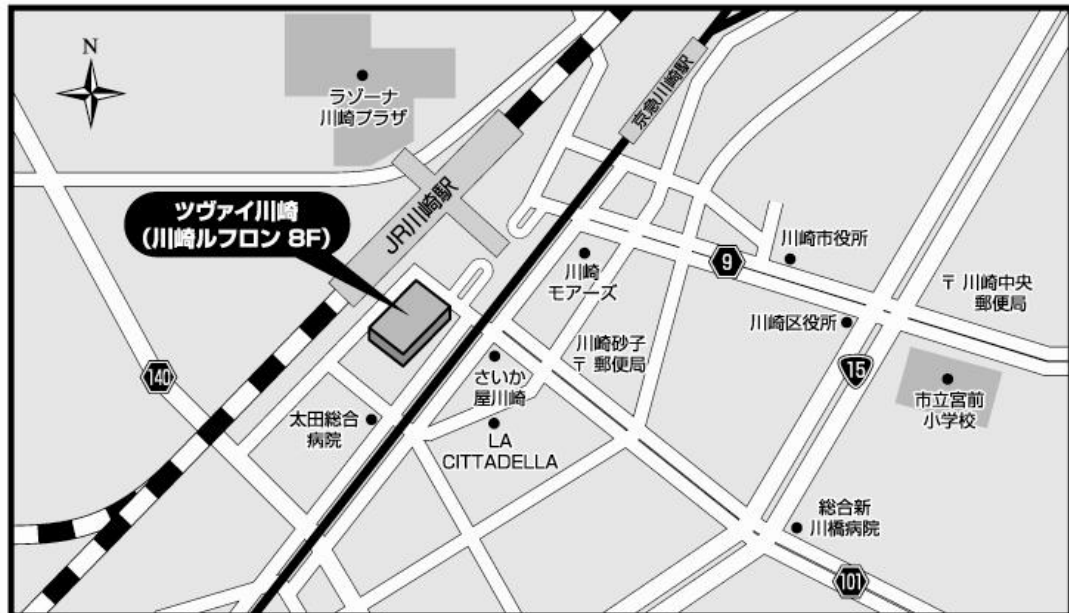 N
ラゾーナ
川崎プラザ
京急川崎駅
JR川崎駅
ツヴァイ川崎
(川崎ルフロン 8F)
川崎
モアーズ
9
川崎市役所
〒 川崎中央
郵便局
川崎区役所
川崎砂子
〒 郵便局
15
さいか
屋川崎
140
市立宮前
小学校
太田総合
病院
LA
CITTADELLA
総合新
川橋病院
101